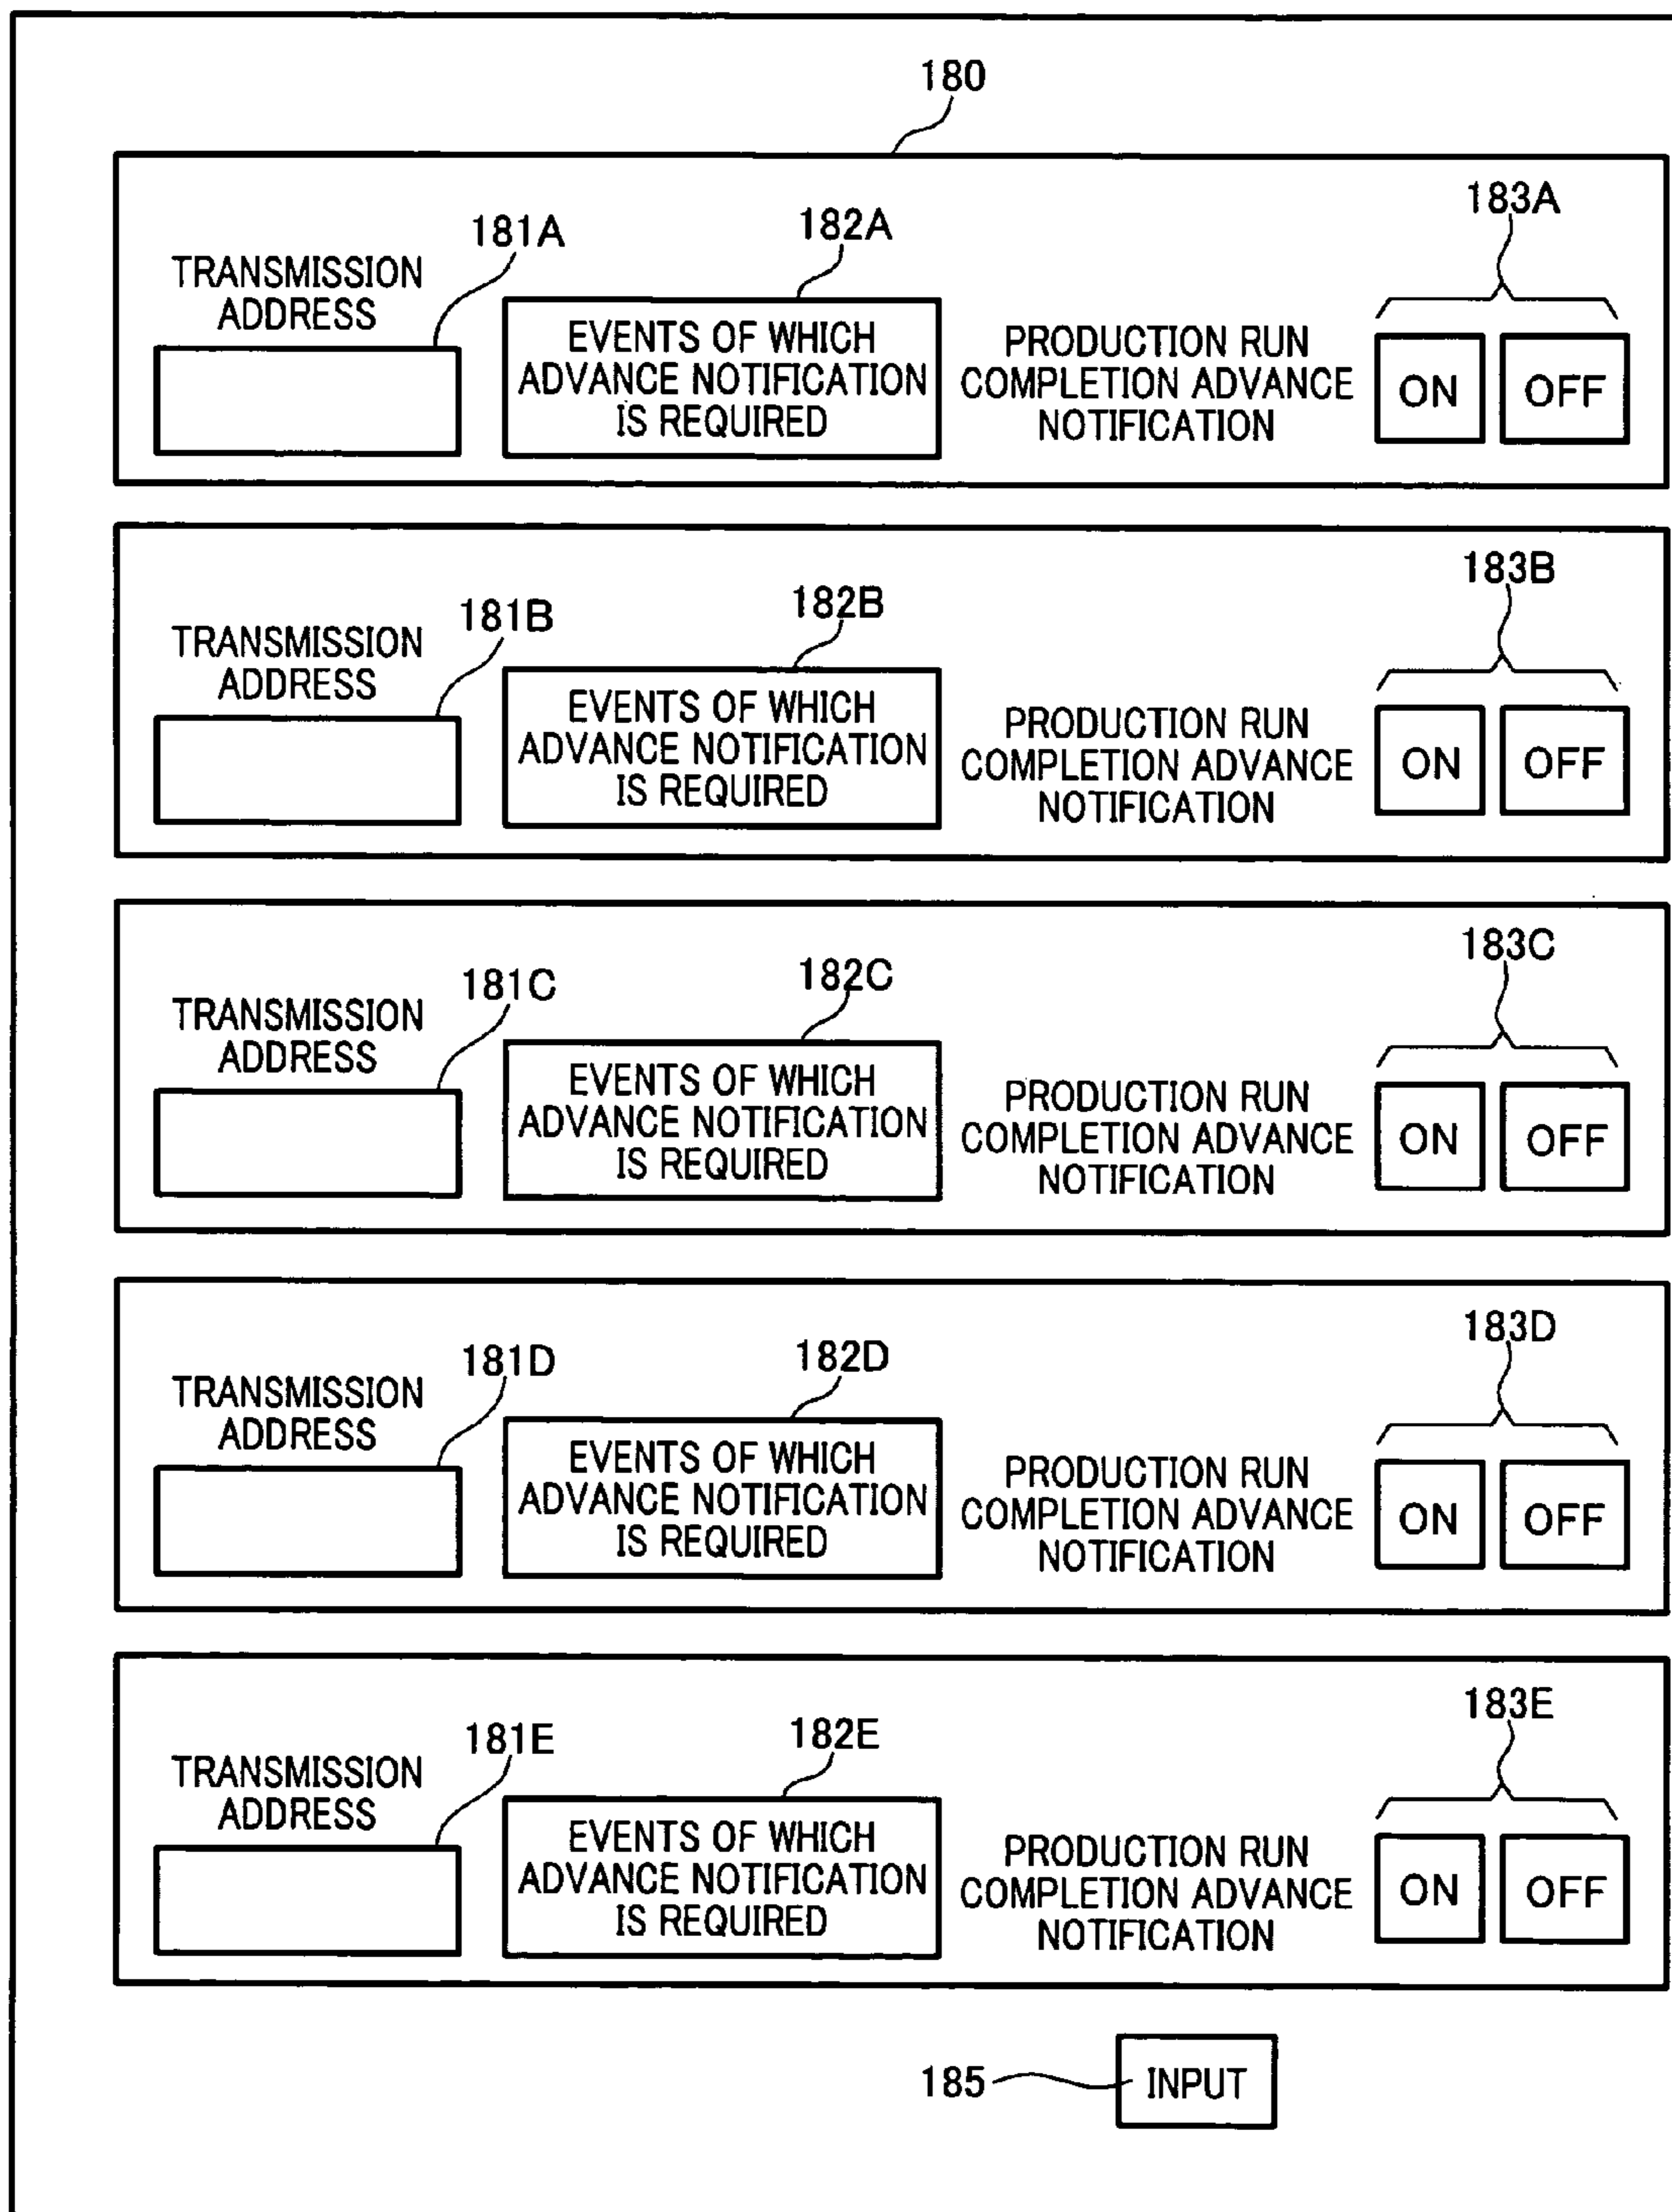 180
181A
182A
183A
TRANSMISSION
ADDRESS
EVENTS OF WHICH
ADVANCE NOTIFICATION
IS REQUIRED
PRODUCTION RUN
COMPLETION ADVANCE
NOTIFICATION
ON
OFF
181B
182B
183B
TRANSMISSION
ADDRESS
EVENTS OF WHICH
ADVANCE NOTIFICATION
IS REQUIRED
PRODUCTION RUN
COMPLETION ADVANCE
NOTIFICATION
ON
OFF
181C
182C
183C
TRANSMISSION
ADDRESS
EVENTS OF WHICH
ADVANCE NOTIFICATION
IS REQUIRED
PRODUCTION RUN
COMPLETION ADVANCE
NOTIFICATION
ON
OFF
181D
182D
183D
TRANSMISSION
ADDRESS
EVENTS OF WHICH
ADVANCE NOTIFICATION
IS REQUIRED
PRODUCTION RUN
COMPLETION ADVANCE
NOTIFICATION
ON
OFF
181E
182E
183E
TRANSMISSION
ADDRESS
EVENTS OF WHICH
ADVANCE NOTIFICATION
IS REQUIRED
PRODUCTION RUN
COMPLETION ADVANCE
NOTIFICATION
ON
OFF
185
INPUT